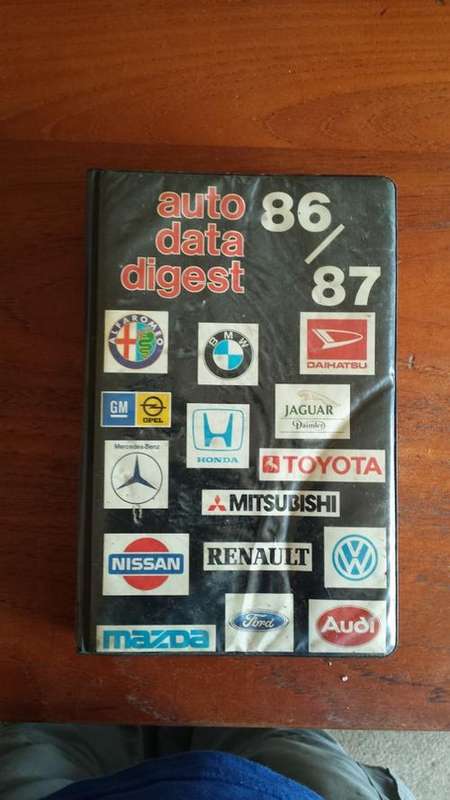 auto
data
digest
86
/
87
ALFA ROMEO
BMW
DAIHATSU
GM
OPEL
HONDA
JAGUAR
Daimler
Mercedes-Benz
TOYOTA
MITSUBISHI
NISSAN
RENAULT
VW
mazda
Ford
Audi